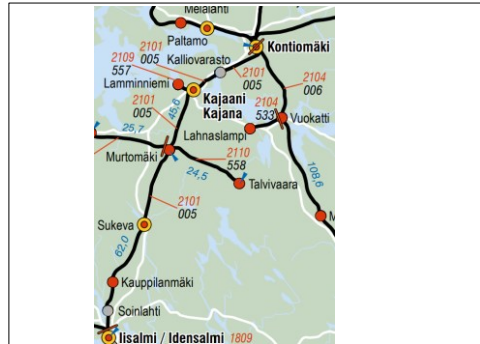 Melalahti
Paltamo
Kontiomäki
2101
005
2109
557
Kalliovarasto
2101
005
2104
006
Lamminniemi
2101
005
45,6
Kajaani
Kajana
2104
533
Vuokatti
Lahnaslampi
25,7
Murtomäki
2110
558
24,5
Talvivaara
108,6
M
2101
005
Sukeva
62,0
Kauppilanmäki
Soinlahti
Iisalmi / Idensalmi 1809